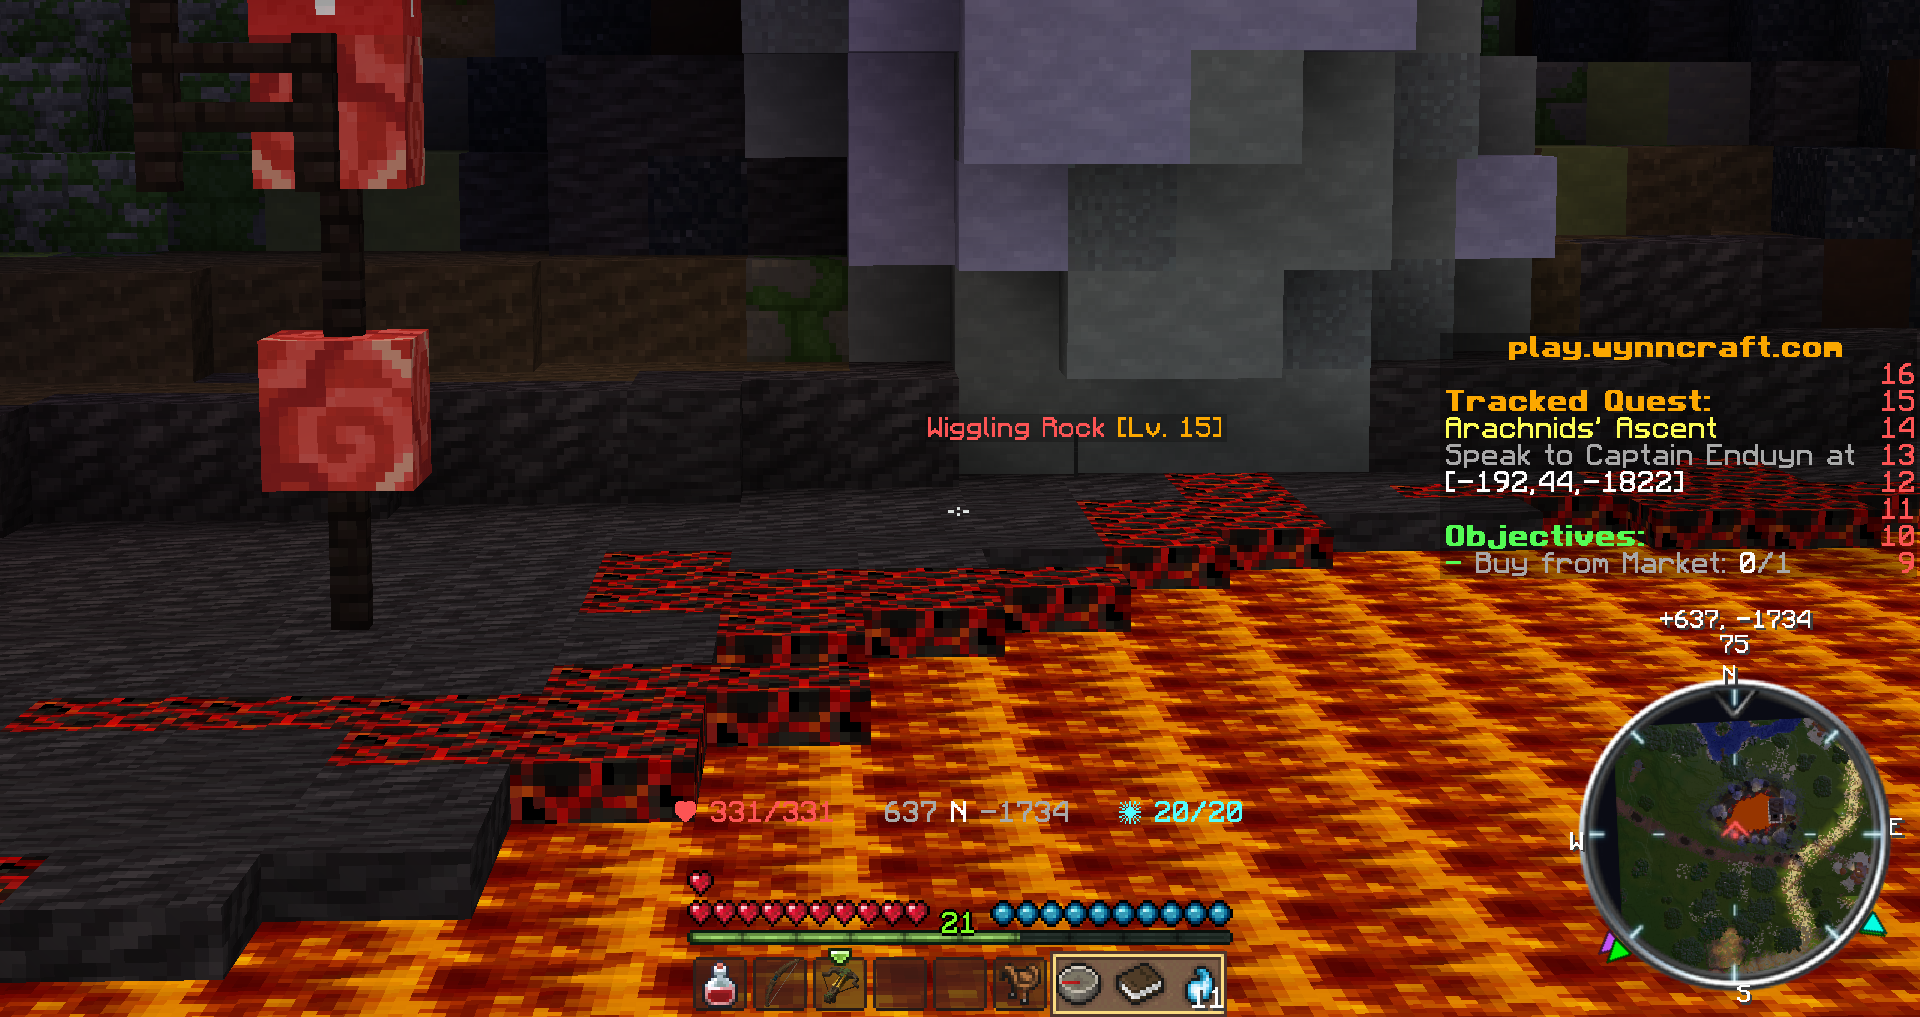 play.wynncraft.com
16
Tracked Quest: 15
Arachnids' Ascent 14
Speak to Captain Enduyn at 13
[-192,44,-1822] 12
11
Objectives: 10
- Buy from Market: 0/1 9
Wiggling Rock [Lv. 15]
+637, -1734
75
N
W
E
S
331/331 637 N -1734 20/20
21
11